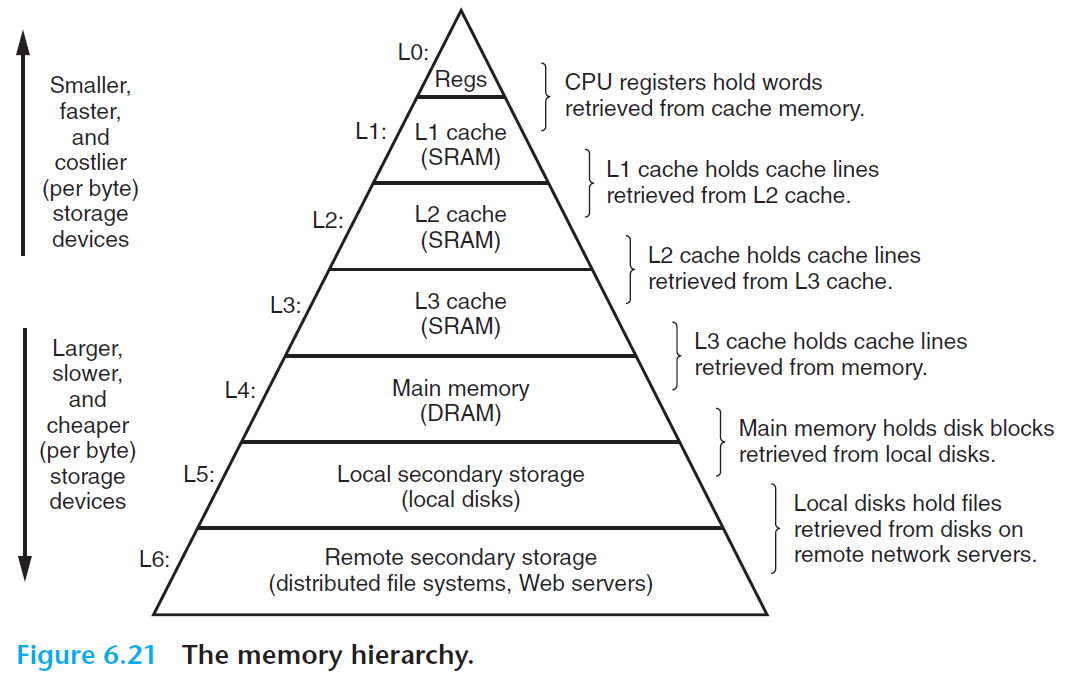 Smaller,
faster,
and
costlier
(per byte)
storage
devices
Larger,
slower,
and
cheaper
(per byte)
storage
devices
L0:
Regs
CPU registers hold words
retrieved from cache memory.
L1:
L1 cache
(SRAM)
L1 cache holds cache lines
retrieved from L2 cache.
L2:
L2 cache
(SRAM)
L2 cache holds cache lines
retrieved from L3 cache.
L3:
L3 cache
(SRAM)
L3 cache holds cache lines
retrieved from memory.
L4:
Main memory
(DRAM)
Main memory holds disk blocks
retrieved from local disks.
L5:
Local secondary storage
(local disks)
Local disks hold files
retrieved from disks on
remote network servers.
L6:
Remote secondary storage
(distributed file systems, Web servers)
Figure 6.21 The memory hierarchy.